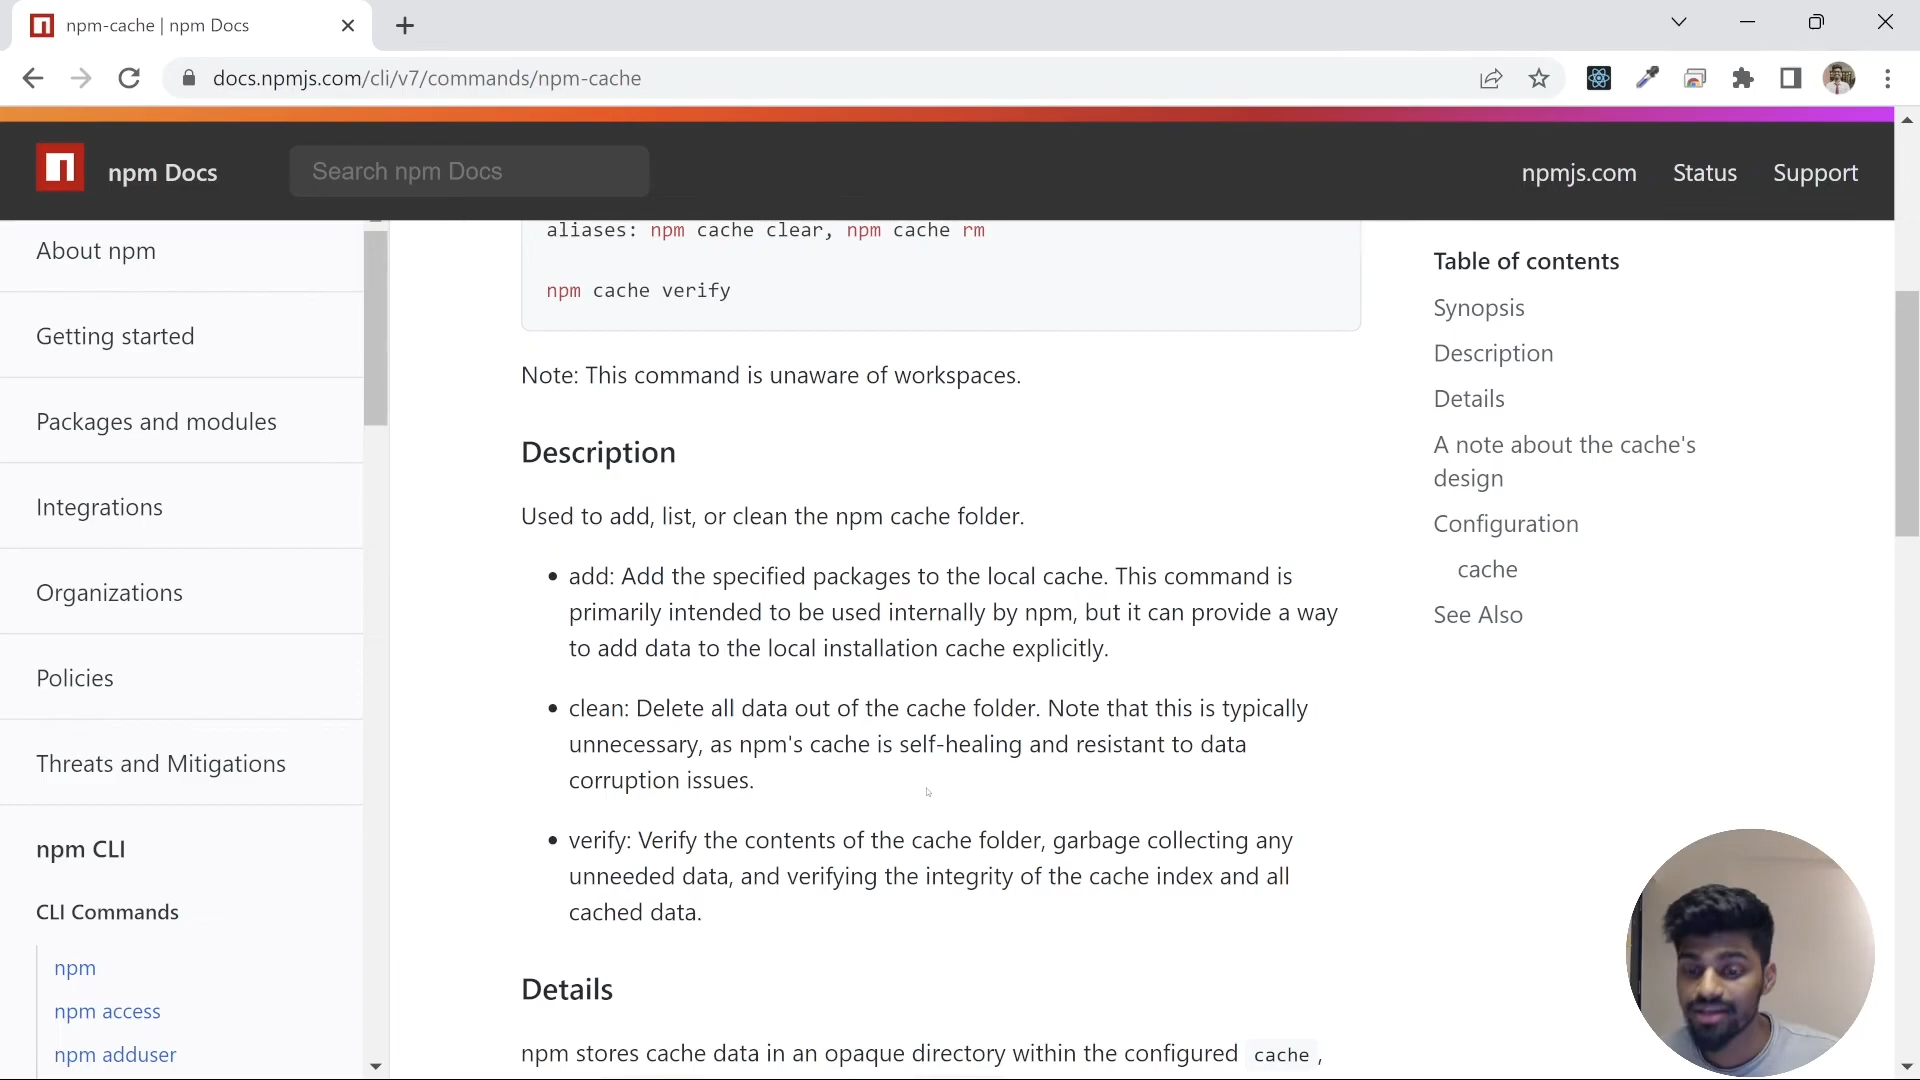 npm-cache | npm Docs
docs.npmjs.com/cli/v7/commands/npm-cache
npm Docs
Search npm Docs
npmjs.com
Status
Support
About npm
Getting started
Packages and modules
Integrations
Organizations
Policies
Threats and Mitigations
npm CLI
CLI Commands
npm
npm access
npm adduser
aliases: npm cache clear, npm cache rm
npm cache verify
Note: This command is unaware of workspaces.
Description
Used to add, list, or clean the npm cache folder.
add: Add the specified packages to the local cache. This command is
primarily intended to be used internally by npm, but it can provide a way
to add data to the local installation cache explicitly.
clean: Delete all data out of the cache folder. Note that this is typically
unnecessary, as npm's cache is self-healing and resistant to data
corruption issues.
verify: Verify the contents of the cache folder, garbage collecting any
unneeded data, and verifying the integrity of the cache index and all
cached data.
Details
npm stores cache data in an opaque directory within the configured cache ,
Table of contents
Synopsis
Description
Details
A note about the cache's
design
Configuration
cache
See Also